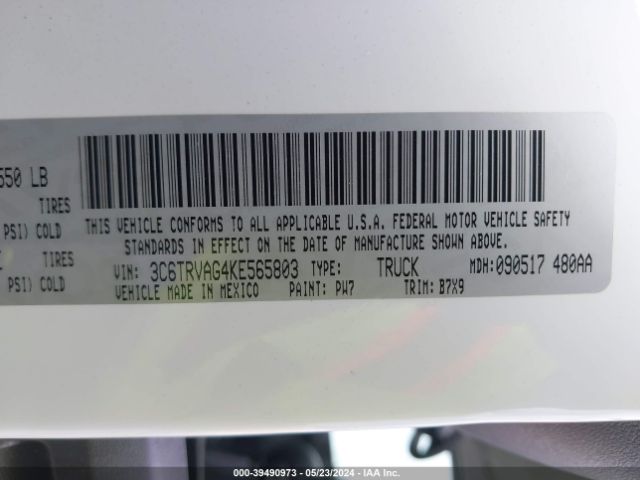 550 LB
TIRES
PSI) COLD
TIRES
PSI) COLD
THIS VEHICLE CONFORMS TO ALL APPLICABLE U.S.A. FEDERAL MOTOR VEHICLE SAFETY
STANDARDS IN EFFECT ON THE DATE OF MANUFACTURE SHOWN ABOVE.
VIN: 3C6TRVAG4KE565803 TYPE: TRUCK MDH:090517 480AA
VEHICLE MADE IN MEXICO PAINT: PW7 TRIM: B7X9
000-39490973 - 05/23/2024 - IAA Inc.